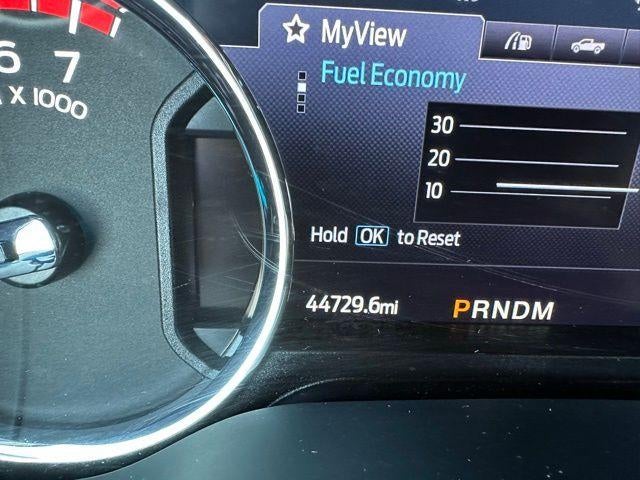 MyView
Fuel Economy
6
7
X 1000
30
20
10
Hold OK to Reset
44729.6mi
PRNDM